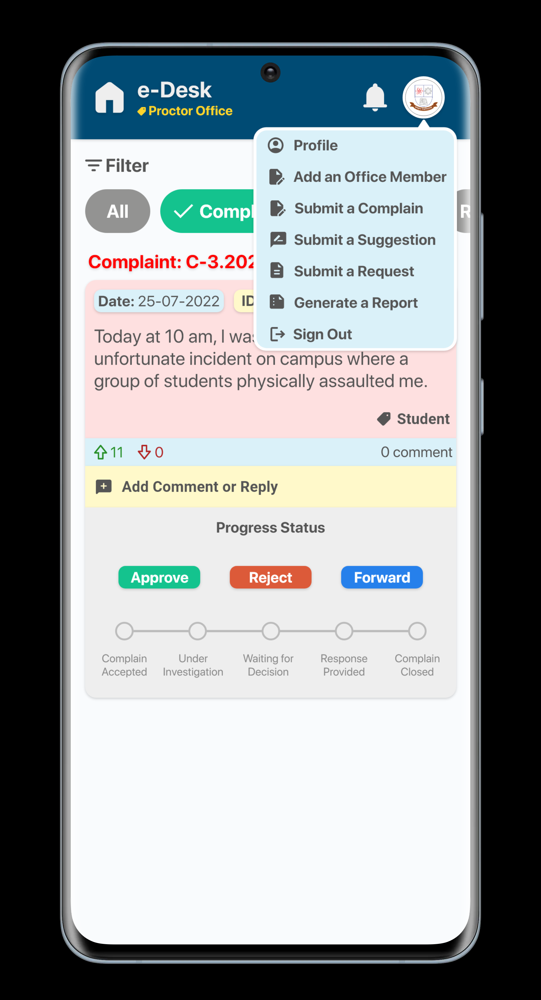 e-Desk
Proctor Office
Profile
Add an Office Member
Submit a Complain
Submit a Suggestion
Submit a Request
Generate a Report
Sign Out
Filter
All
Compl
R
Complaint: C-3.202
Date: 25-07-2022
ID
Today at 10 am, I was
unfortunate incident on campus where a
group of students physically assaulted me.
Student
11 0 0 comment
Add Comment or Reply
Progress Status
Approve Reject Forward
Complain Under Waiting for Response Complain
Accepted Investigation Decision Provided Closed